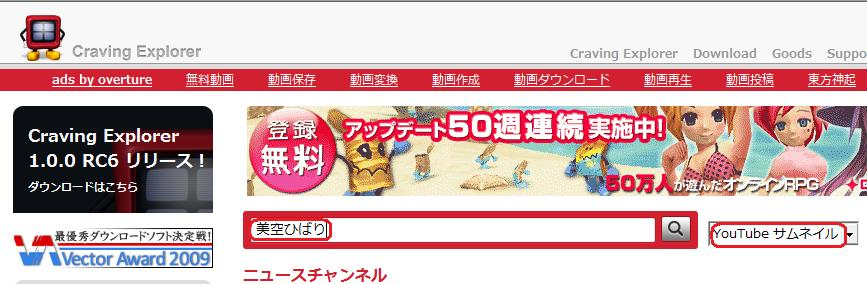 Craving Explorer
Craving Explorer Download Goods Suppo
ads by overture 無料動画 動画保存 動画変換 動画作成 動画ダウンロード 動画再生 動画投稿 東方神起
Craving Explorer
1.0.0 RC6 リリース！
ダウンロードはこちら
登録
無料
アップデート50週連続実施中!
50万人が遊んだオンラインRPG
最優秀ダウンロードソフト決定戦!
Vector Award 2009
美空ひばり
YouTube サムネイル
ニュースチャンネル